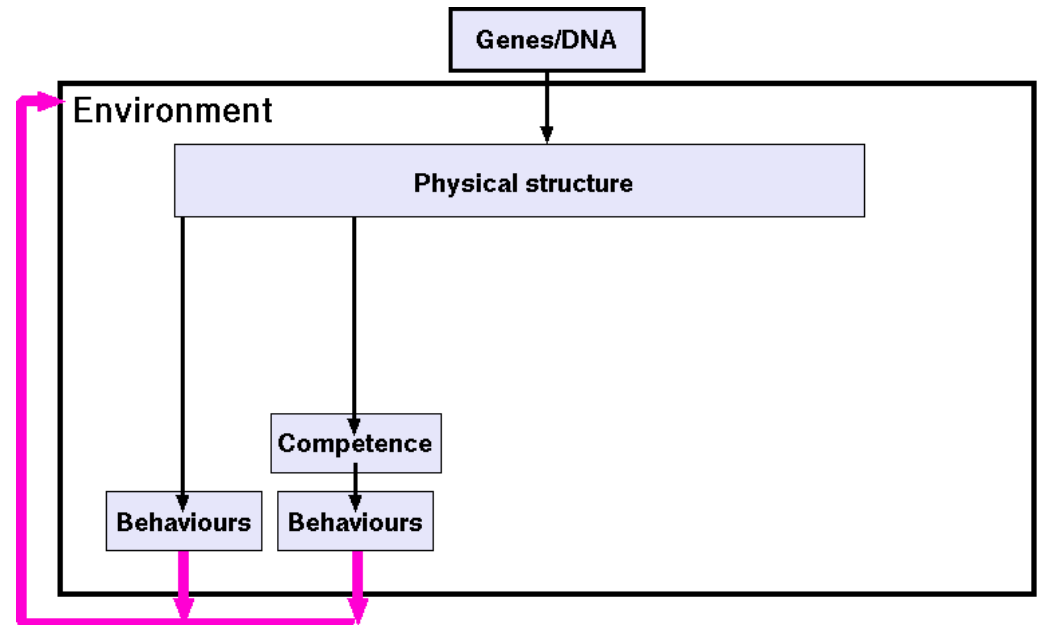 Genes/DNA
Environment
Physical structure
Competence
Behaviours
Behaviours